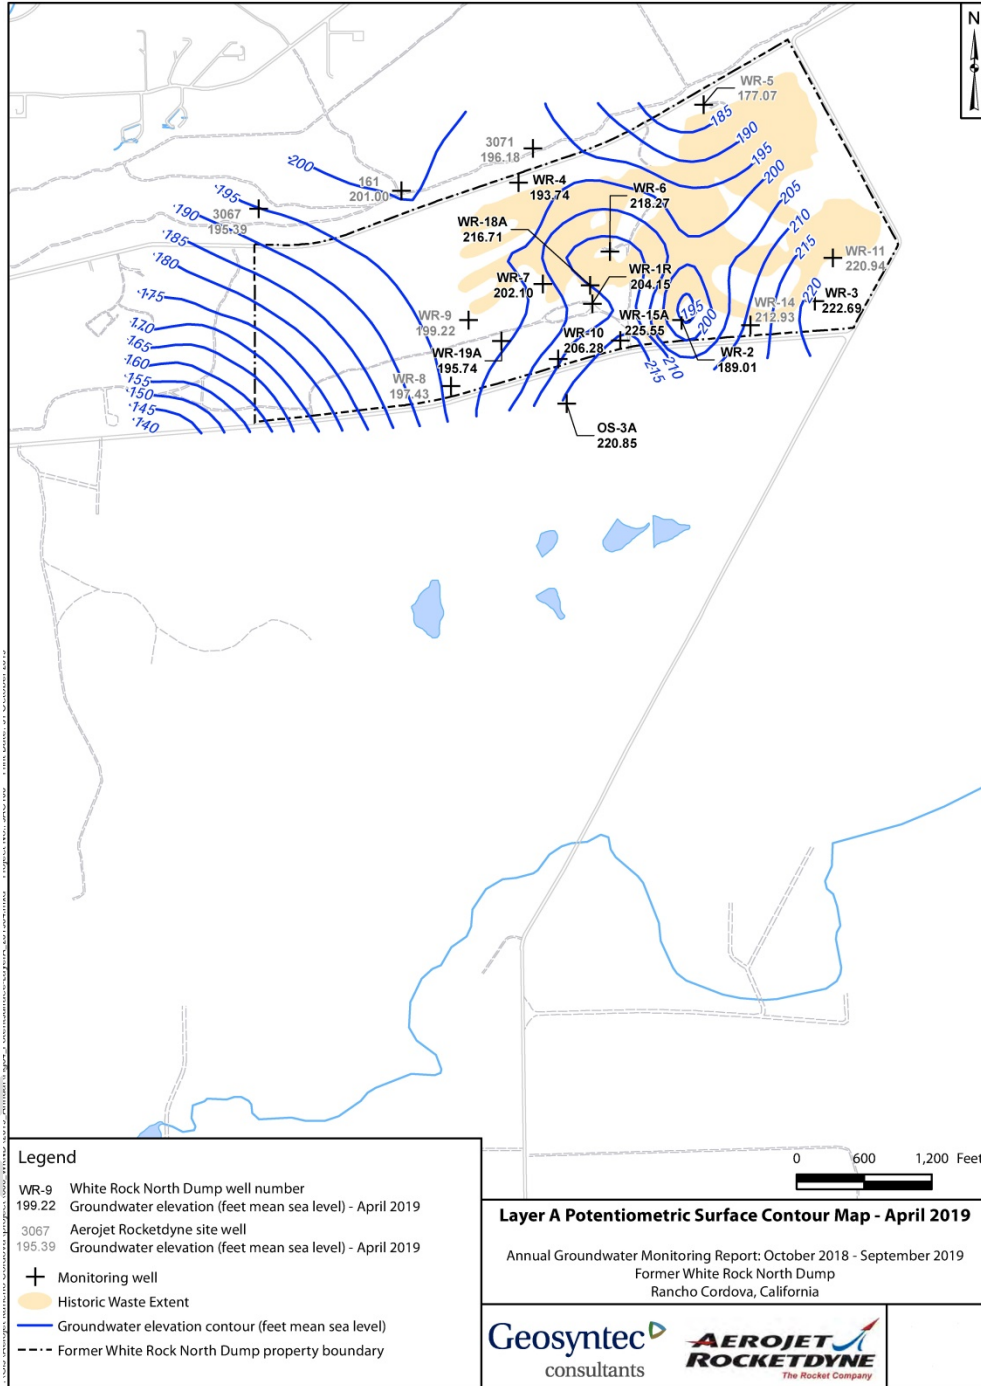 N
WR-5
177.07
185
190
195
200
205
210
215
220
3071
196.18
200
161
201.00
WR-4
193.74
WR-6
218.27
195
3067
195.39
190
185
180
175
170
165
160
155
150
145
140
WR-18A
216.71
WR-11
220.94
WR-7
202.10
WR-1R
204.15
WR-3
222.69
WR-9
199.22
WR-15A
225.55
195
200
WR-14
212.93
WR-10
206.28
WR-19A
195.74
WR-2
189.01
210
215
WR-8
197.43
OS-3A
220.85
Legend
WR-9 White Rock North Dump well number
199.22 Groundwater elevation (feet mean sea level) - April 2019
3067 Aerojet Rocketdyne site well
195.39 Groundwater elevation (feet mean sea level) - April 2019
Monitoring well
Historic Waste Extent
Groundwater elevation contour (feet mean sea level)
Former White Rock North Dump property boundary
0 600 1,200 Feet
Layer A Potentiometric Surface Contour Map - April 2019
Annual Groundwater Monitoring Report: October 2018 - September 2019
Former White Rock North Dump
Rancho Cordova, California
Geosyntec
consultants
AEROJET
ROCKETDYNE
The Rocket Company